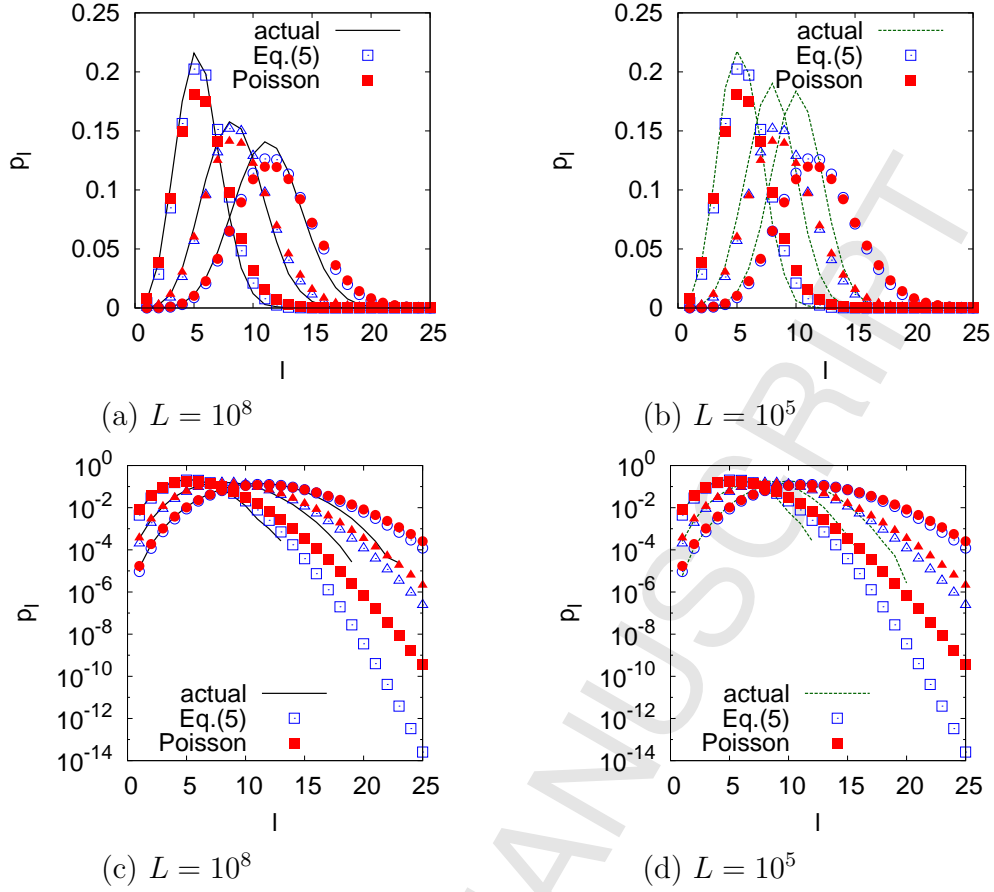 actual
Eq.(5)
Poisson
p_l
0.2
0.15
0.1
0.05
0
0 5 10 15 20 25
l
(a) L = 10^8
actual
Eq.(5)
Poisson
p_l
0.2
0.15
0.1
0.05
0
0 5 10 15 20 25
l
(b) L = 10^5
p_l
10^0
10^-2
10^-4
10^-6
10^-8
10^-10
10^-12
10^-14
actual
Eq.(5)
Poisson
0 5 10 15 20 25
l
(c) L = 10^8
p_l
10^0
10^-2
10^-4
10^-6
10^-8
10^-10
10^-12
10^-14
actual
Eq.(5)
Poisson
0 5 10 15 20 25
l
(d) L = 10^5
ANUSCRIPT